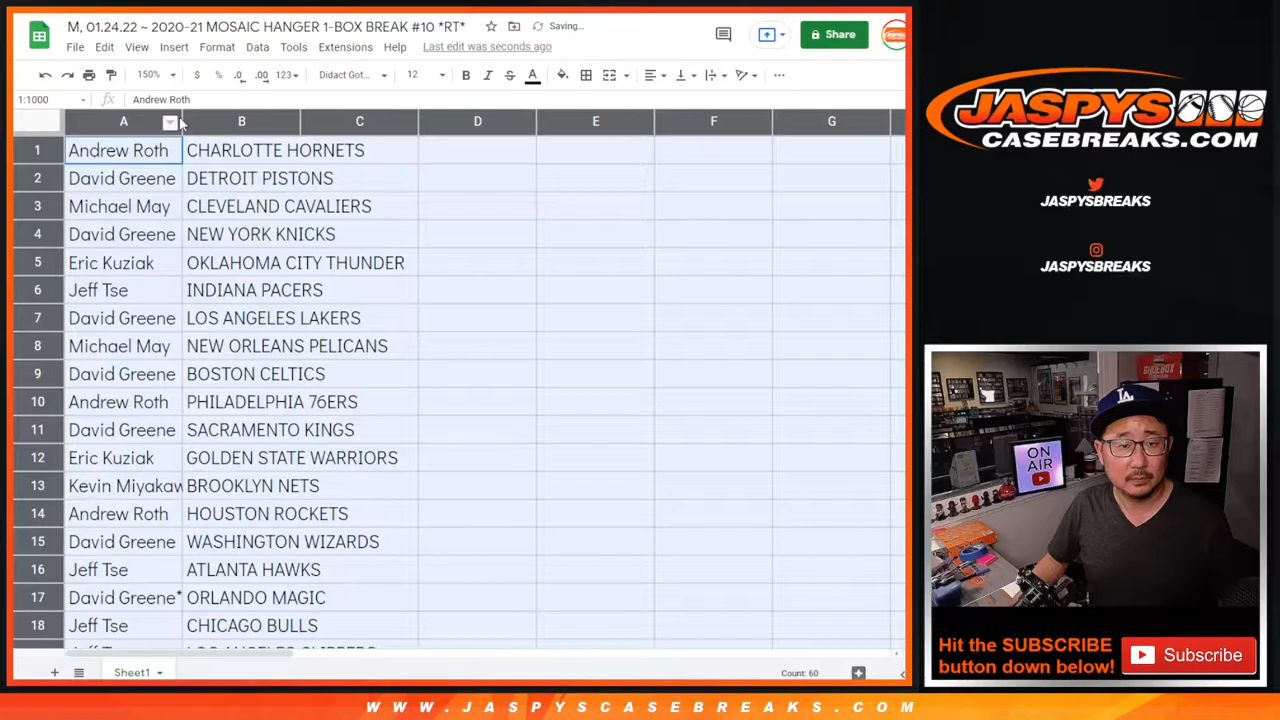 M, 01.24.22 ~ 2020-21 MOSAIC HANGER 1-BOX BREAK #10 *RT*
Saving...
Share
File Edit View Insert Format Data Tools Extensions Help Last edit was seconds ago
150% $ % .0 .00 123 Didact Got... 12 B I S A
1:1000 fx Andrew Roth
A B C D E F G
1 Andrew Roth CHARLOTTE HORNETS
2 David Greene DETROIT PISTONS
3 Michael May CLEVELAND CAVALIERS
4 David Greene NEW YORK KNICKS
5 Eric Kuziak OKLAHOMA CITY THUNDER
6 Jeff Tse INDIANA PACERS
7 David Greene LOS ANGELES LAKERS
8 Michael May NEW ORLEANS PELICANS
9 David Greene BOSTON CELTICS
10 Andrew Roth PHILADELPHIA 76ERS
11 David Greene SACRAMENTO KINGS
12 Eric Kuziak GOLDEN STATE WARRIORS
13 Kevin Miyakaw BROOKLYN NETS
14 Andrew Roth HOUSTON ROCKETS
15 David Greene WASHINGTON WIZARDS
16 Jeff Tse ATLANTA HAWKS
17 David Greene* ORLANDO MAGIC
18 Jeff Tse CHICAGO BULLS
Sheet1
Count: 60
JASPYS
CASEBREAKS.COM
JASPYSBREAKS
JASPYSBREAKS
ON
AIR
LA
Hit the SUBSCRIBE
button down below!
Subscribe
WWW.JASPYSCASEBREAKS.COM